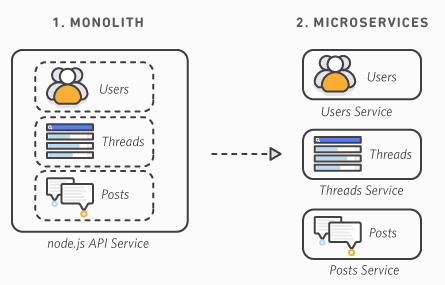 1. MONOLITH
Users
Threads
Posts
node.js API Service
2. MICROSERVICES
Users
Users Service
Threads
Threads Service
Posts
Posts Service